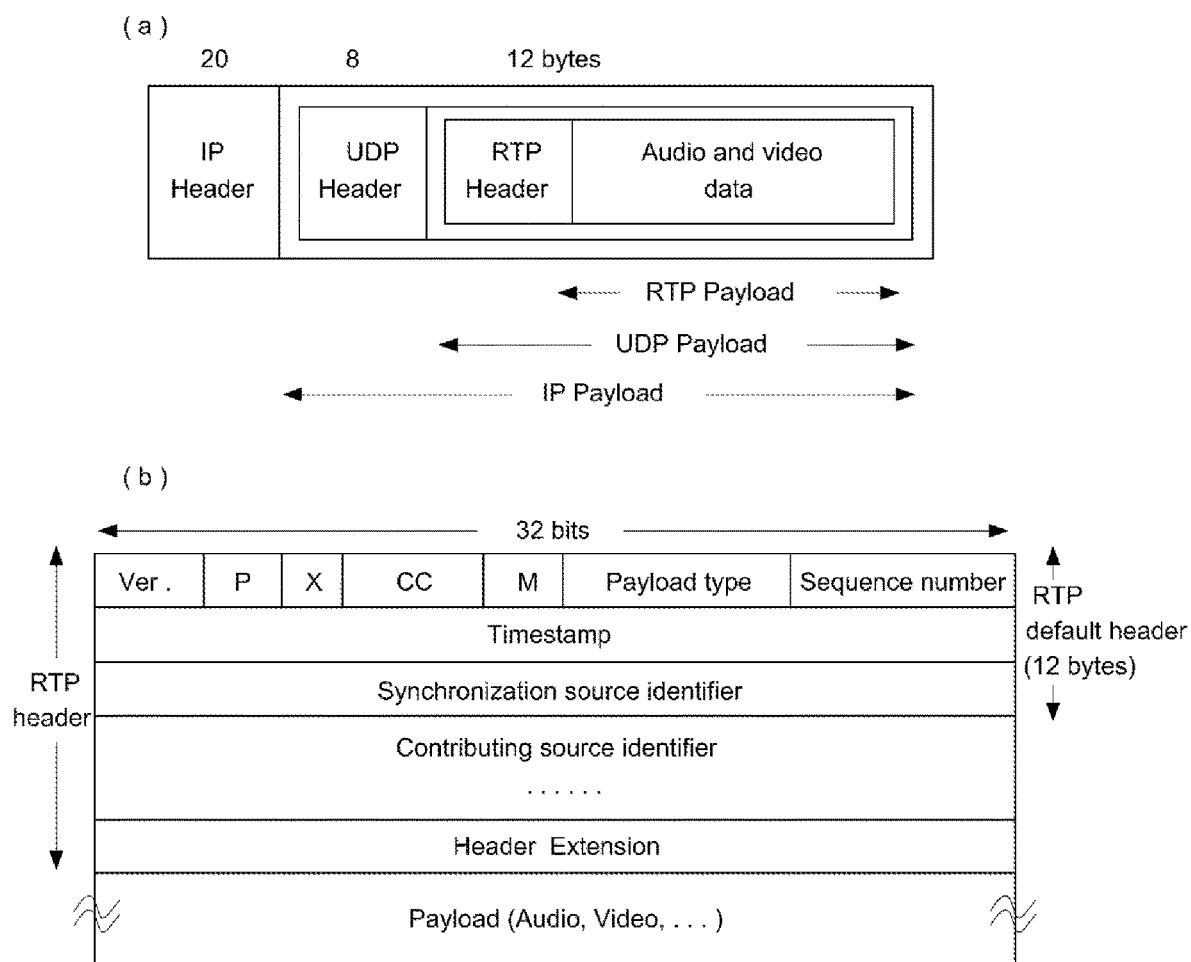 ( a )
20 8 12 bytes
IP Header
UDP Header
RTP Header
Audio and video data
RTP Payload
UDP Payload
IP Payload
( b )
32 bits
Ver . P X CC M Payload type Sequence number
Timestamp
Synchronization source identifier
Contributing source identifier
. . . . . .
Header Extension
Payload (Audio, Video, . . . )
RTP
header
RTP
default header
(12 bytes)